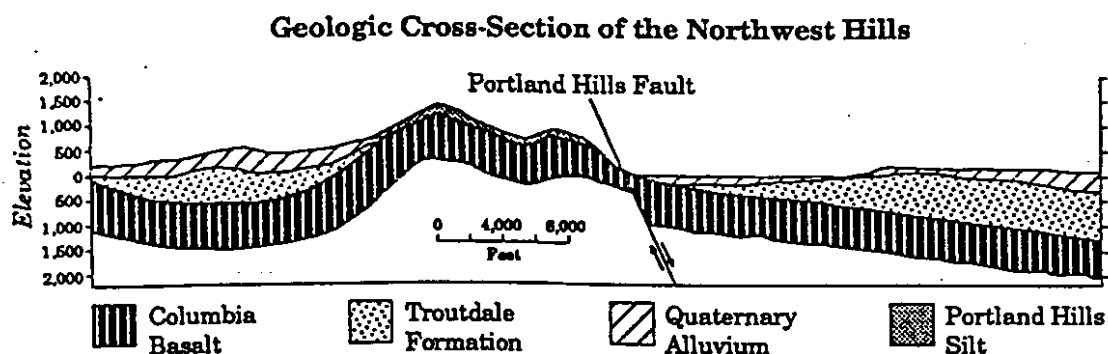 Geologic Cross-Section of the Northwest Hills
Portland Hills Fault
Elevation
2,000
1,500
1,000
500
0
500
1,000
1,500
2,000
0 4,000 8,000
Feet
Columbia Basalt
Troutdale Formation
Quaternary Alluvium
Portland Hills Silt